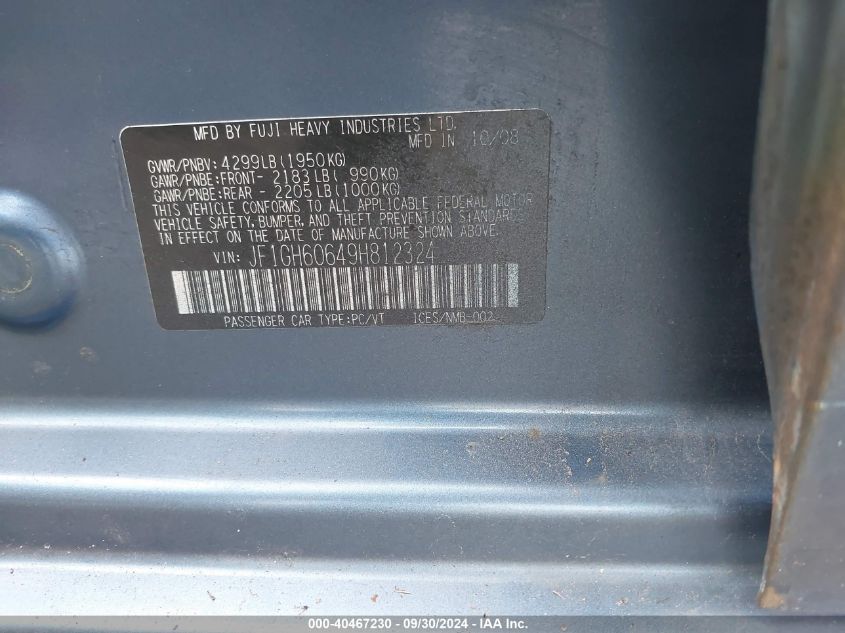 MFD BY FUJI HEAVY INDUSTRIES LTD.
MFD IN 10/08
GVWR/PNBV: 4299LB(1950KG)
GAWR/PNBE:FRONT- 2183LB( 990KG)
GAWR/PNBE:REAR - 2205LB(1000KG)
THIS VEHICLE CONFORMS TO ALL APPLICABLE FEDERAL MOTOR
VEHICLE SAFETY, BUMPER, AND THEFT PREVENTION STANDARDS
IN EFFECT ON THE DATE OF MANUFACTURE SHOWN ABOVE.
VIN: JF1GH60649H812324
PASSENGER CAR TYPE:PC/VT ICES/NMB-002
000-40467230 - 09/30/2024 - IAA Inc.